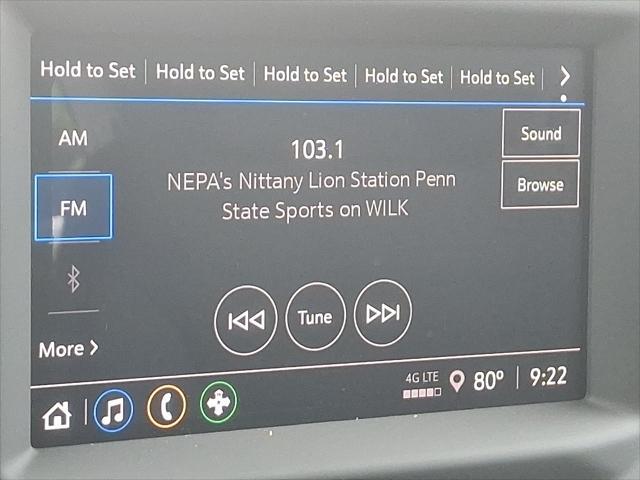 Hold to Set Hold to Set Hold to Set Hold to Set Hold to Set
AM
103.1
Sound
NEPA's Nittany Lion Station Penn
State Sports on WILK
FM
Browse
Tune
More
4G LTE
80° 9:22